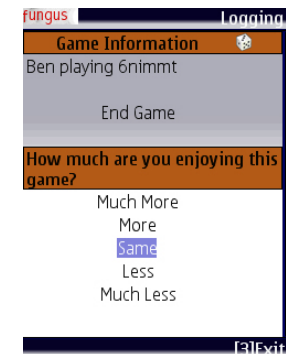 fungus
Logging
Game Information
Ben playing 6nimmt
End Game
How much are you enjoying this
game?
Much More
More
Same
Less
Much Less
[3]Exit